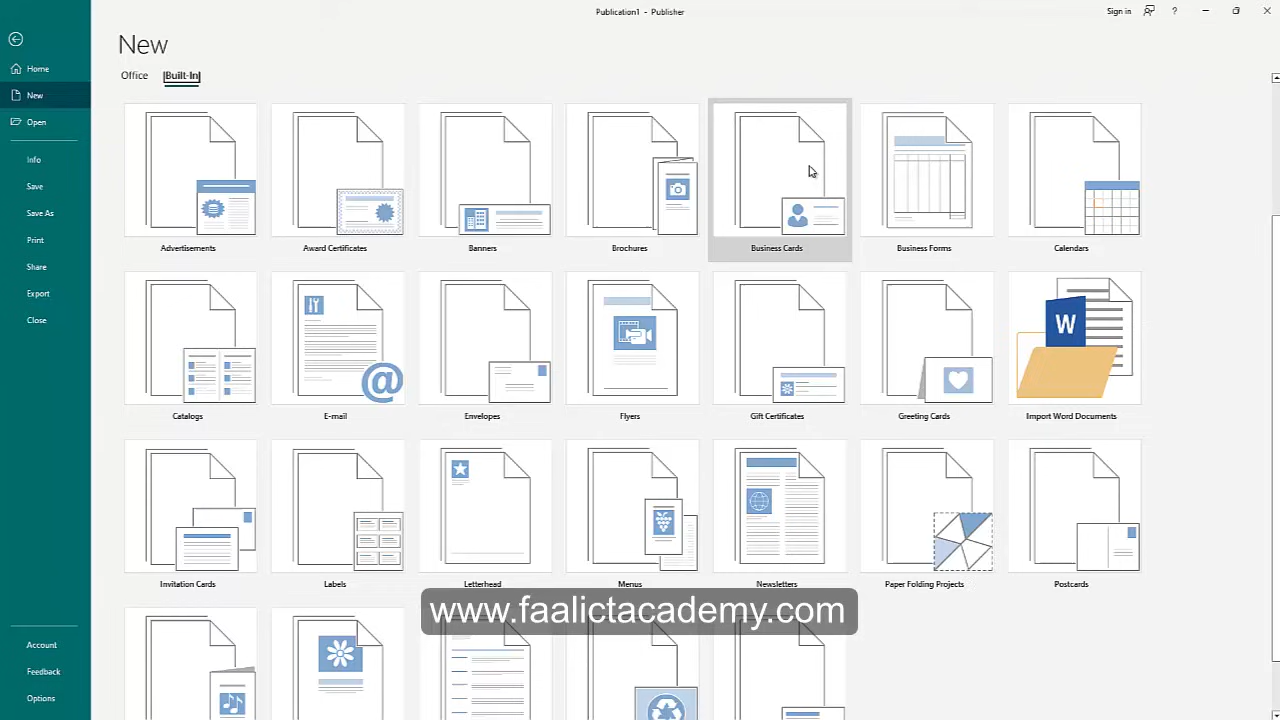 Publication1 - Publisher
Sign in
?
New
Office
Built-In
Home
New
Open
Info
Save
Save As
Print
Share
Export
Close
Account
Feedback
Options
Advertisements
Award Certificates
Banners
Brochures
Business Cards
Business Forms
Calendars
Catalogs
@
E-mail
Envelopes
Flyers
Gift Certificates
Greeting Cards
W
Import Word Documents
Invitation Cards
Labels
Letterhead
Menus
Newsletters
Paper Folding Projects
Postcards
www.faalictacademy.com